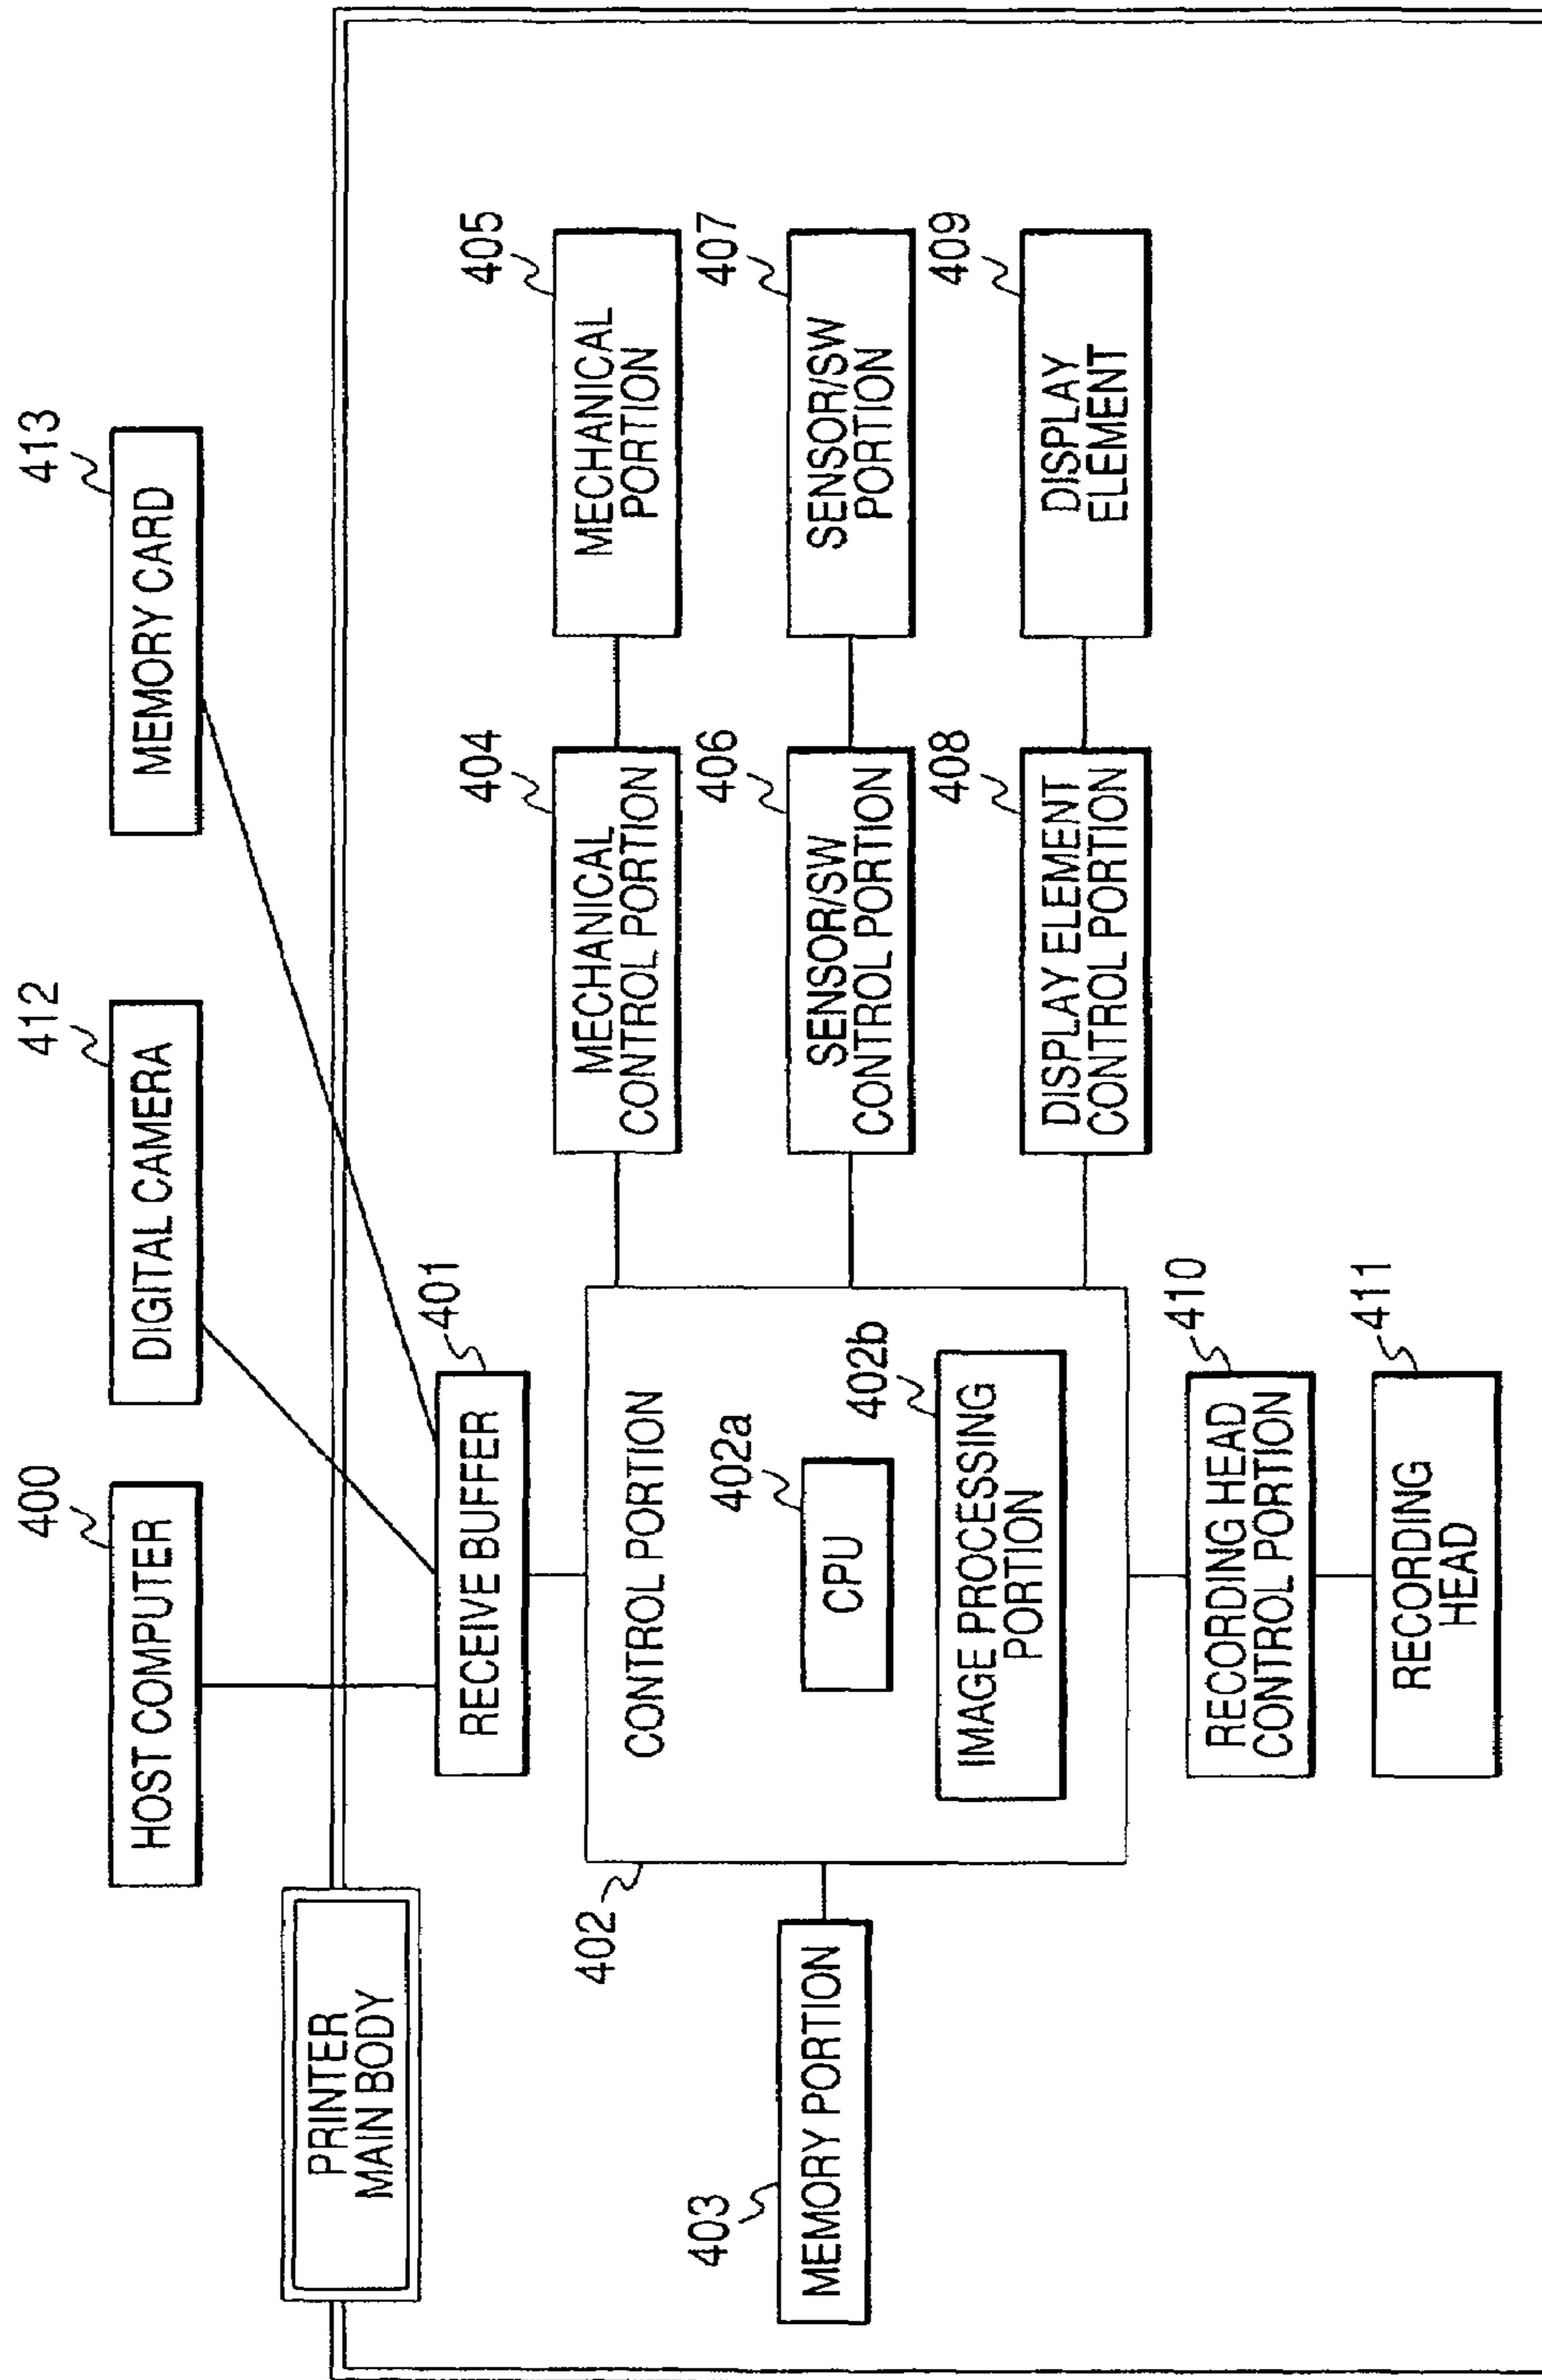 400
HOST COMPUTER
412
DIGITAL CAMERA
413
MEMORY CARD
PRINTER
MAIN BODY
401
RECEIVE BUFFER
402
CONTROL PORTION
402a
CPU
402b
IMAGE PROCESSING
PORTION
403
MEMORY PORTION
404
MECHANICAL
CONTROL PORTION
405
MECHANICAL
PORTION
406
SENSOR/SW
CONTROL PORTION
407
SENSOR/SW
PORTION
408
DISPLAY ELEMENT
CONTROL PORTION
409
DISPLAY
ELEMENT
410
RECORDING HEAD
CONTROL PORTION
411
RECORDING
HEAD